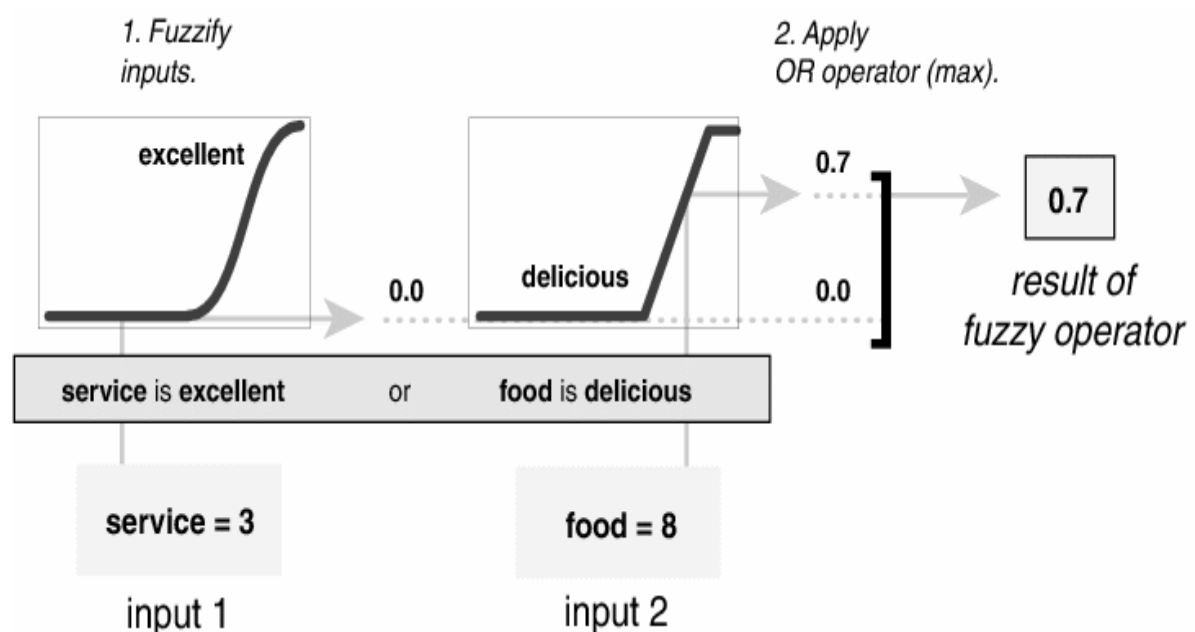 1. Fuzzify
inputs.
2. Apply
OR operator (max).
excellent
0.0
delicious
0.7
0.0
0.7
result of
fuzzy operator
service is excellent or food is delicious
service = 3
food = 8
input 1
input 2